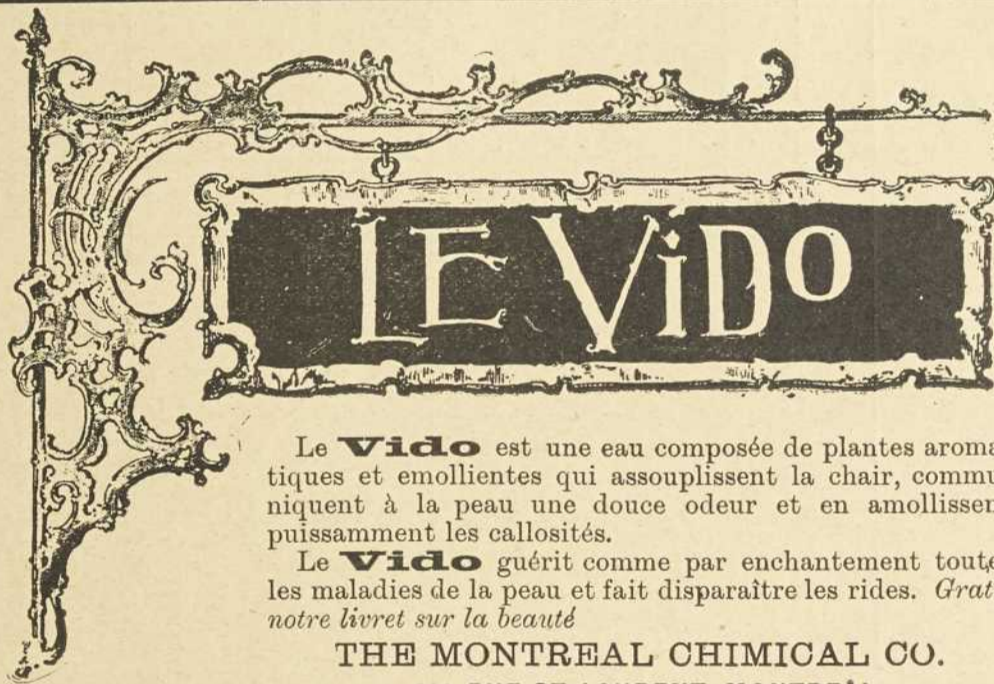 LE ViDO
Le Vido est une eau composée de plantes aroma
tiques et emollientes qui assouplissent la chair, commu
niquent à la peau une douce odeur et en amollissen
puissamment les callosités.
Le Vido guérit comme par enchantement toute
les maladies de la peau et fait disparaître les rides. Grat
notre livret sur la beauté
THE MONTREAL CHIMICAL CO.